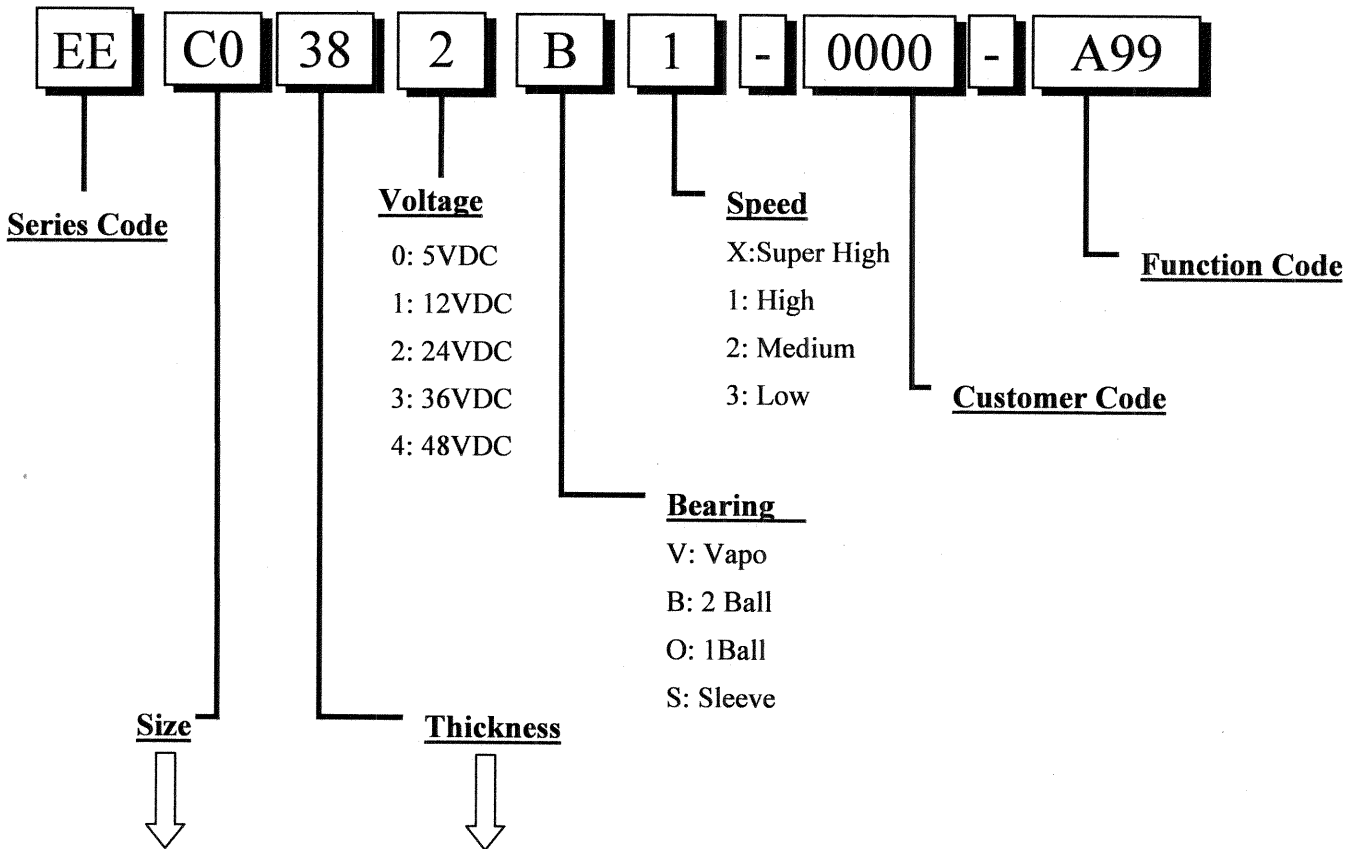 EE C0 38 2 B 1 - 0000 - A99
Series Code
Voltage
0: 5VDC
1: 12VDC
2: 24VDC
3: 36VDC
4: 48VDC
Speed
X:Super High
1: High
2: Medium
3: Low
Function Code
Customer Code
Bearing
V: Vapo
B: 2 Ball
O: 1Ball
S: Sleeve
Size
Thickness